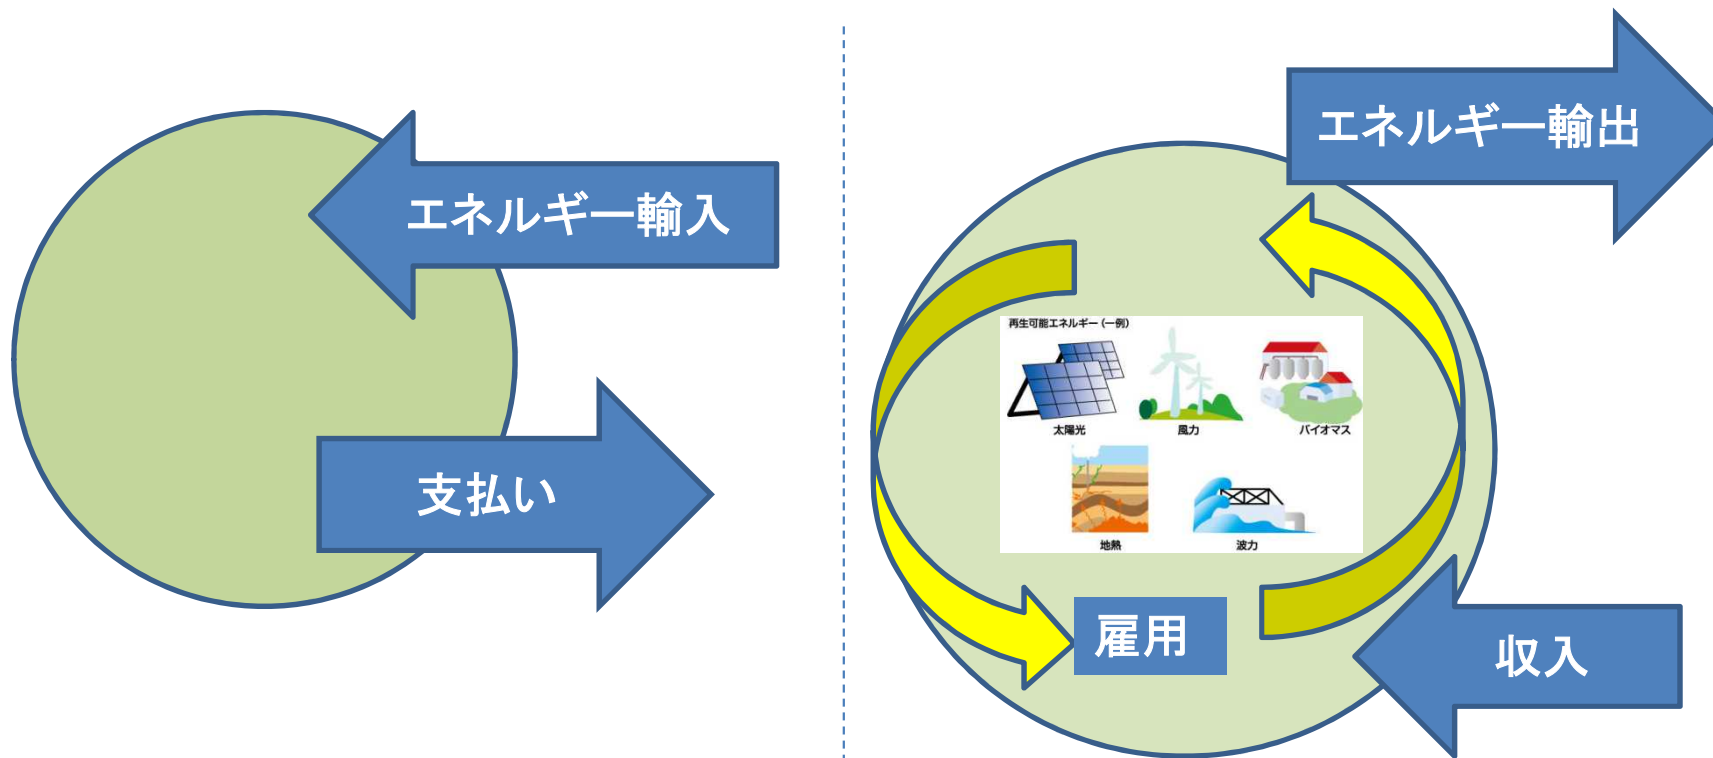 エネルギー輸入
支払い
エネルギー輸出
再生可能エネルギー(一例)
太陽光
風力
バイオマス
地熱
波力
雇用
収入